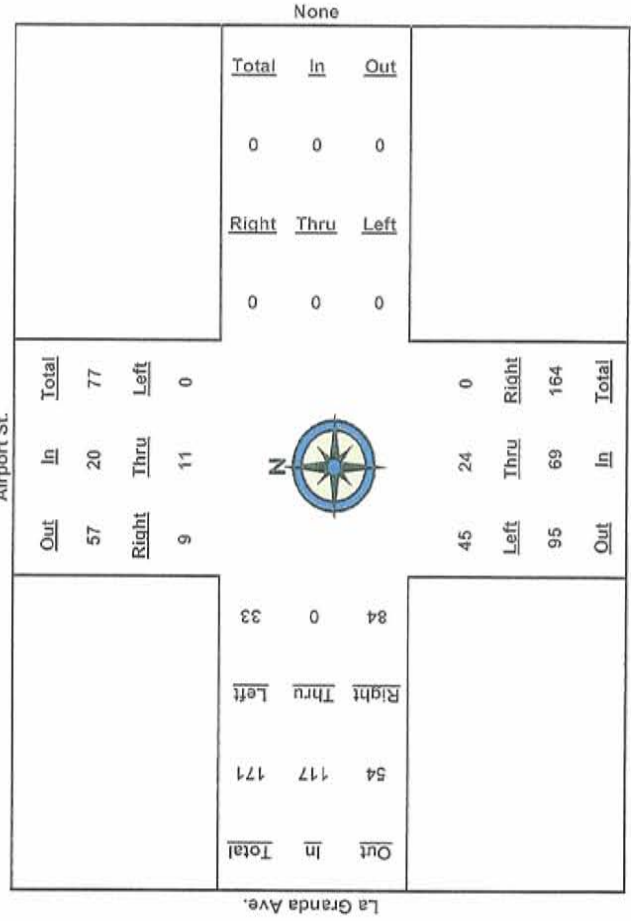 None
Total In Out
0 0 0
Right Thru Left
0 0 0
Airport St.
Out In Total
57 20 77
Right Thru Left
9 11 0
N
Left Thru Right
33 0 84
Total In Out
171 117 54
La Granda Ave.
45 24 0
Left Thru Right
95 69 164
Out In Total